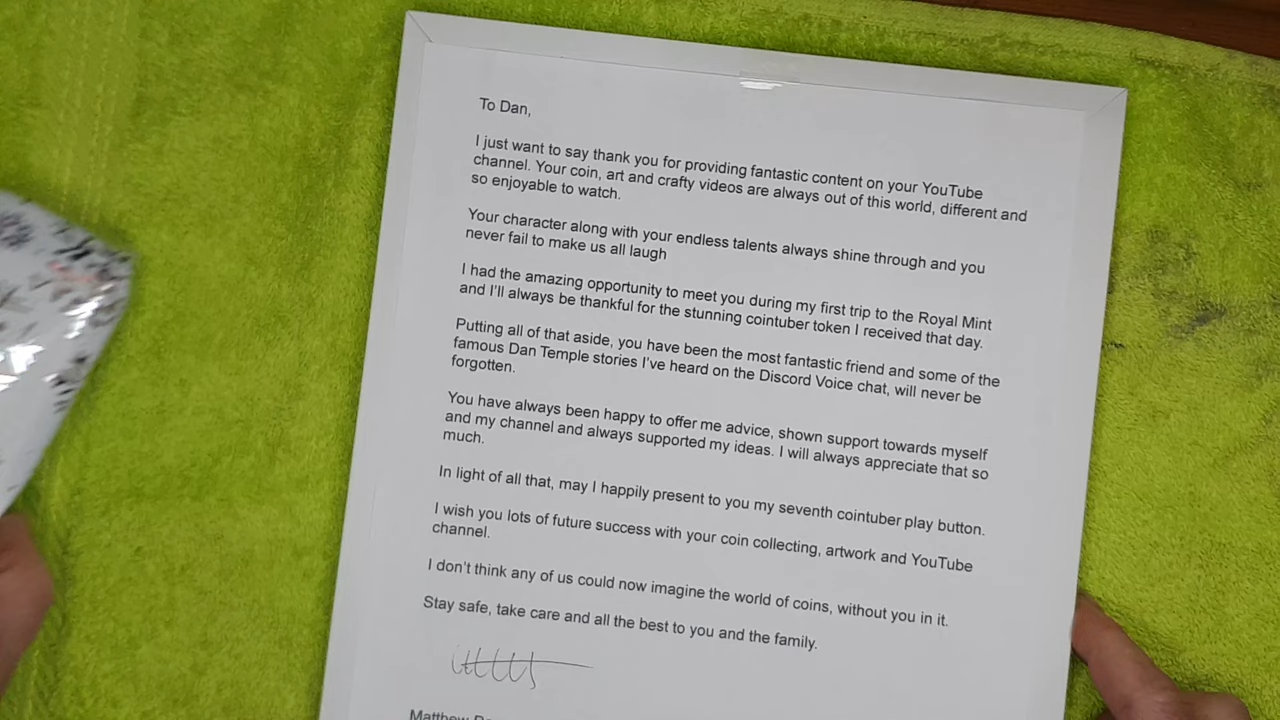 To Dan,
I just want to say thank you for providing fantastic content on your YouTube
channel. Your coin, art and crafty videos are always out of this world, different and
so enjoyable to watch.
Your character along with your endless talents always shine through and you
never fail to make us all laugh
I had the amazing opportunity to meet you during my first trip to the Royal Mint
and I'll always be thankful for the stunning cointuber token I received that day.
Putting all of that aside, you have been the most fantastic friend and some of the
famous Dan Temple stories I've heard on the Discord Voice chat, will never be
forgotten.
You have always been happy to offer me advice, shown support towards myself
and my channel and always supported my ideas. I will always appreciate that so
much.
In light of all that, may I happily present to you my seventh cointuber play button.
I wish you lots of future success with your coin collecting, artwork and YouTube
channel.
I don't think any of us could now imagine the world of coins, without you in it.
Stay safe, take care and all the best to you and the family.
Matthew